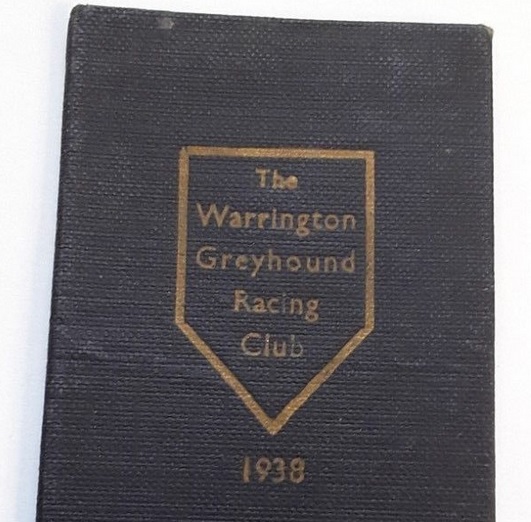 The
Warrington
Greyhound
Racing
Club
1938